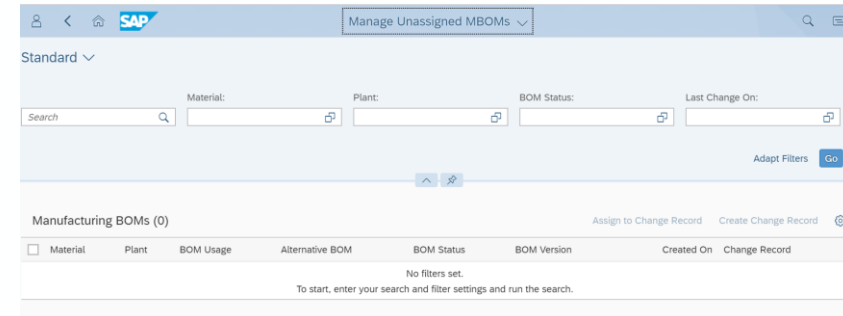 SAP
Manage Unassigned MBOMs
Standard
Material:
Plant:
BOM Status:
Last Change On:
Search
Adapt Filters
Go
Manufacturing BOMs (0)
Assign to Change Record
Create Change Record
Material Plant BOM Usage Alternative BOM BOM Status BOM Version Created On Change Record
No filters set.
To start, enter your search and filter settings and run the search.